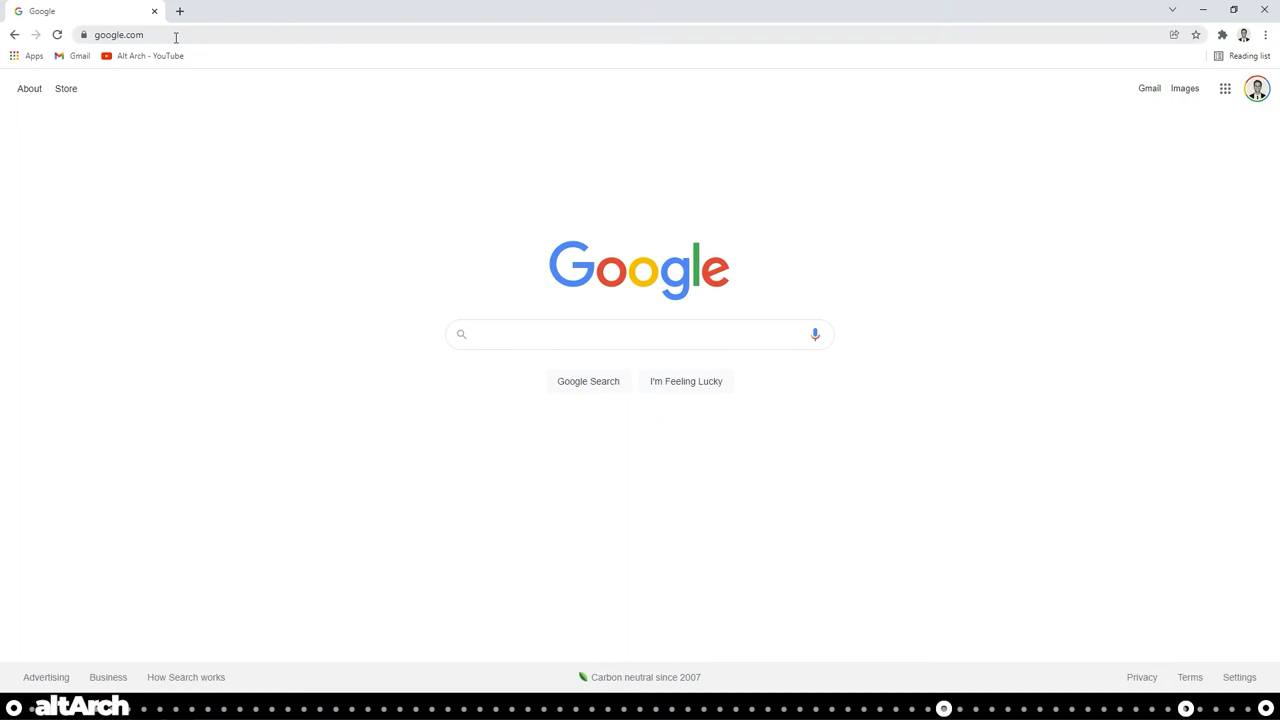 Google
google.com
Apps Gmail Alt Arch - YouTube Reading list
About Store Gmail Images
Google
Google Search I'm Feeling Lucky
Advertising Business How Search works Carbon neutral since 2007 Privacy Terms Settings
altArch